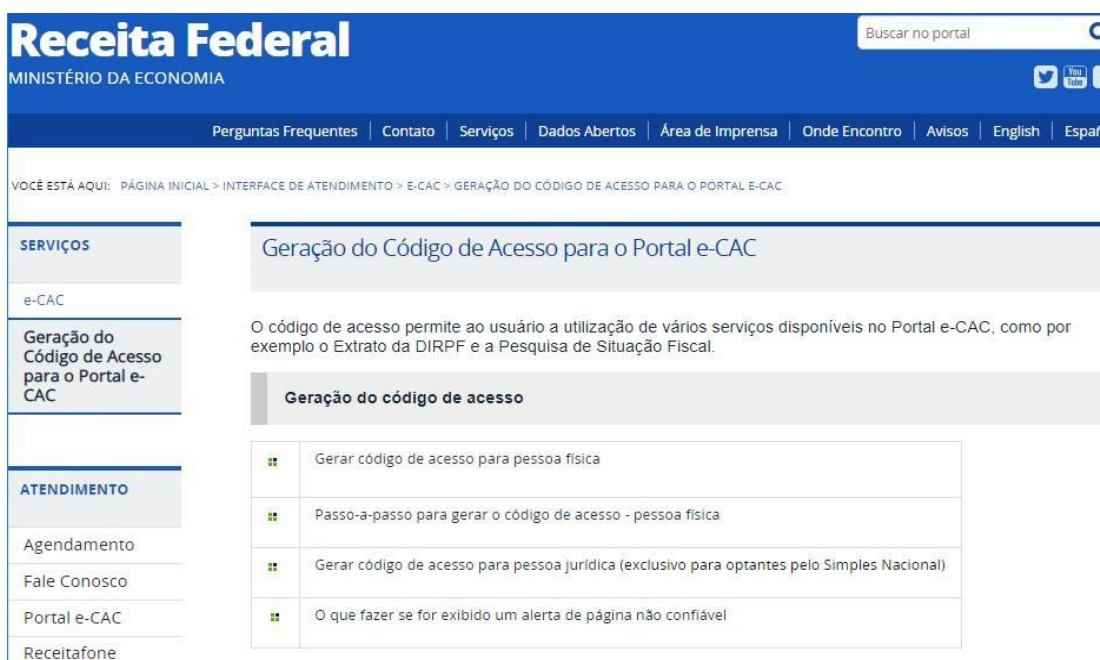 Receita Federal
MINISTÉRIO DA ECONOMIA
Buscar no portal
You
Tube
Perguntas Frequentes | Contato | Serviços | Dados Abertos | Área de Imprensa | Onde Encontro | Avisos | English | Españ
VOCÊ ESTÁ AQUI: PÁGINA INICIAL > INTERFACE DE ATENDIMENTO > E-CAC > GERAÇÃO DO CÓDIGO DE ACESSO PARA O PORTAL E-CAC
SERVIÇOS
e-CAC
Geração do
Código de Acesso
para o Portal e-
CAC
ATENDIMENTO
Agendamento
Fale Conosco
Portal e-CAC
Receitafone
Geração do Código de Acesso para o Portal e-CAC
O código de acesso permite ao usuário a utilização de vários serviços disponíveis no Portal e-CAC, como por
exemplo o Extrato da DIRPF e a Pesquisa de Situação Fiscal.
Geração do código de acesso
Gerar código de acesso para pessoa física
Passo-a-passo para gerar o código de acesso - pessoa física
Gerar código de acesso para pessoa jurídica (exclusivo para optantes pelo Simples Nacional)
O que fazer se for exibido um alerta de página não confiável